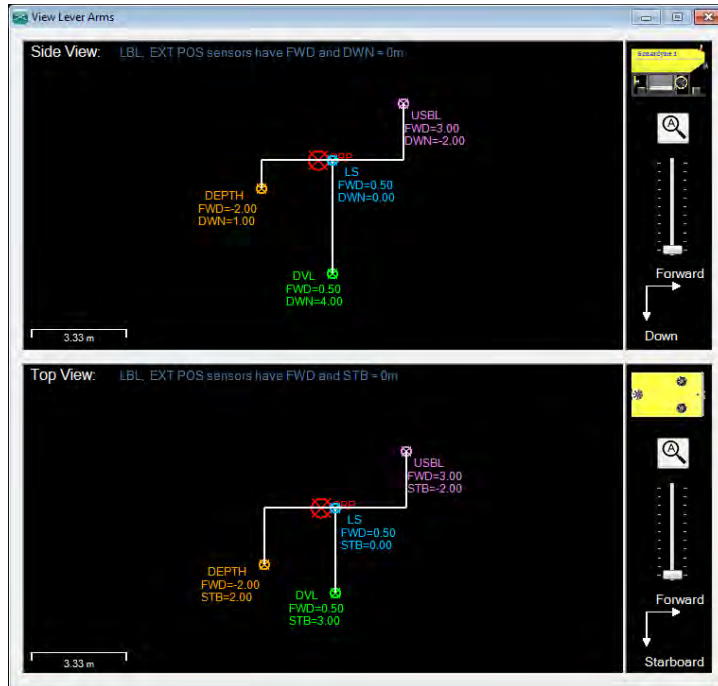 View Lever Arms
Side View: LBL, EXT POS sensors have FWD and DWN = 0m
USBL
FWD=3.00
DWN=-2.00
LS
FWD=0.50
DWN=0.00
DEPTH
FWD=-2.00
DWN=1.00
DVL
FWD=0.50
DWN=4.00
3.33 m
A
Forward
Down
Top View: LBL, EXT POS sensors have FWD and STB = 0m
USBL
FWD=3.00
STB=-2.00
LS
FWD=0.50
STB=0.00
DEPTH
FWD=-2.00
STB=2.00
DVL
FWD=0.50
STB=3.00
3.33 m
A
Forward
Starboard